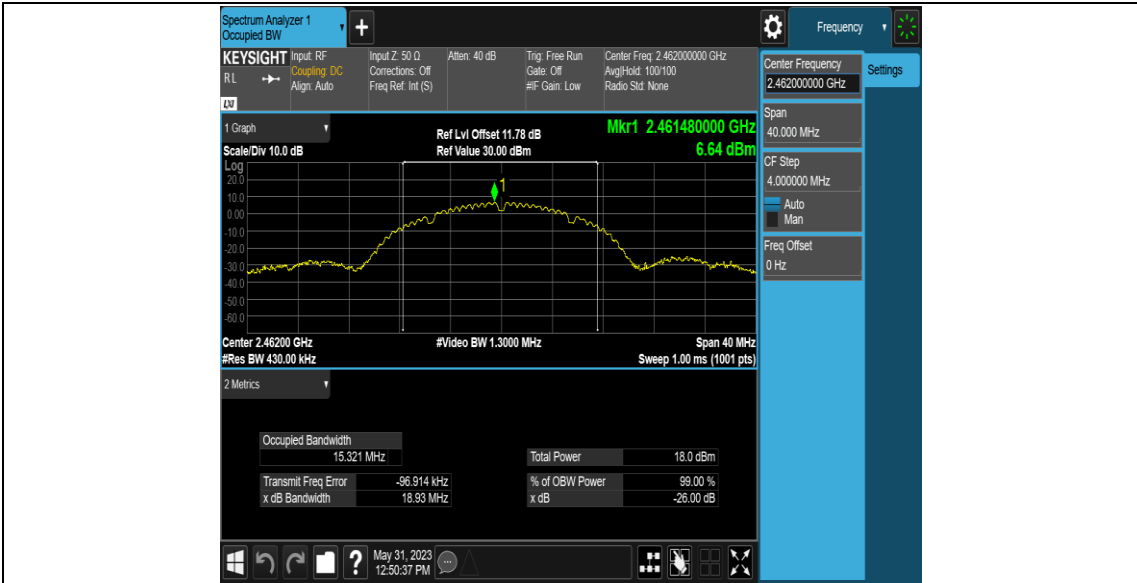 Spectrum Analyzer 1
Occupied BW
+
Frequency
KEYSIGHT
R L
LXI
Input: RF
Coupling: DC
Align: Auto
Input Z: 50 Ω
Corrections: Off
Freq Ref: Int (S)
Atten: 40 dB
Trig: Free Run
Gate: Off
#IF Gain: Low
Center Freq: 2.462000000 GHz
Avg|Hold: 100/100
Radio Std: None
Center Frequency
2.462000000 GHz
Settings
Span
40.000 MHz
CF Step
4.000000 MHz
Auto
Man
Freq Offset
0 Hz
1 Graph
Ref Lvl Offset 11.78 dB
Mkr1 2.461480000 GHz
Scale/Div 10.0 dB
Ref Value 30.00 dBm
6.64 dBm
Log
20.0
10.0
0.00
-10.0
-20.0
-30.0
-40.0
-50.0
-60.0
1
Center 2.46200 GHz
#Video BW 1.3000 MHz
Span 40 MHz
#Res BW 430.00 kHz
Sweep 1.00 ms (1001 pts)
2 Metrics
Occupied Bandwidth
15.321 MHz
Total Power 18.0 dBm
Transmit Freq Error -96.914 kHz
% of OBW Power 99.00 %
x dB Bandwidth 18.93 MHz
x dB -26.00 dB
?
May 31, 2023
12:50:37 PM